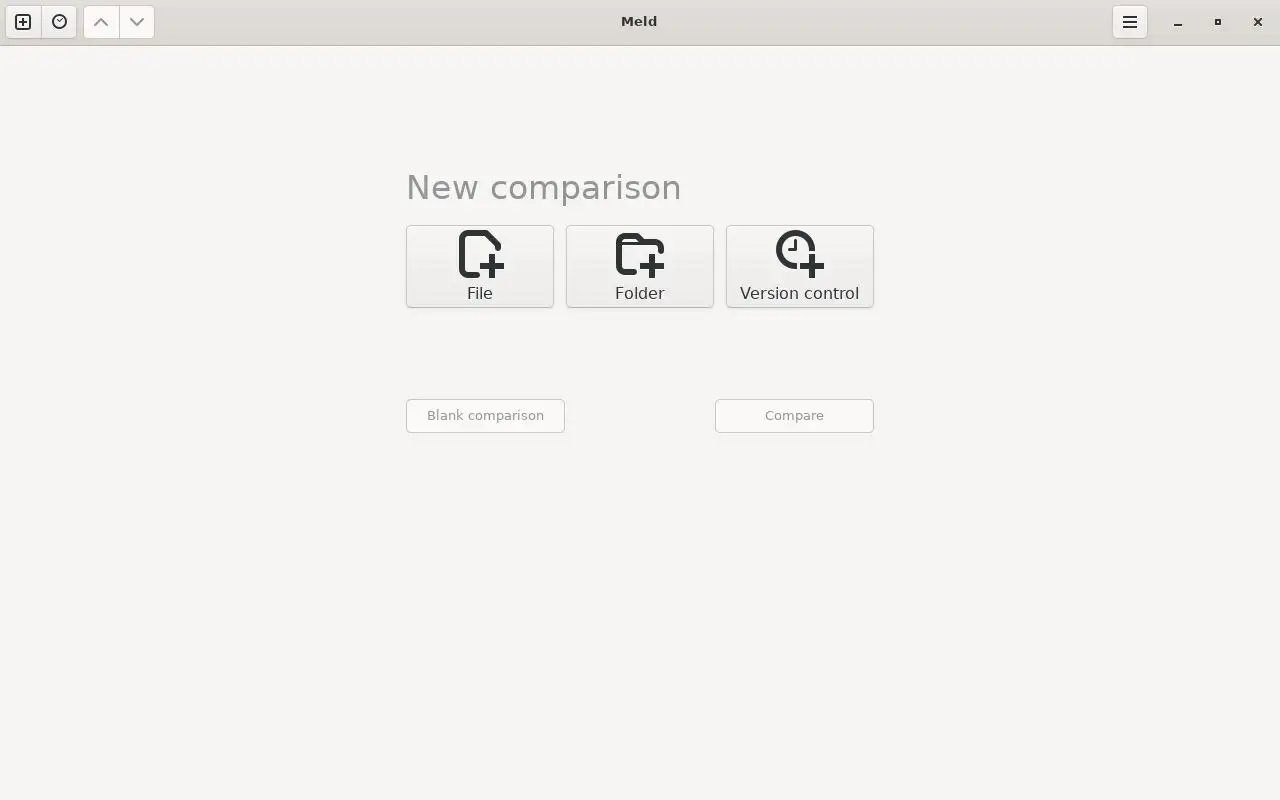 Meld
New comparison
File
Folder
Version control
Blank comparison
Compare